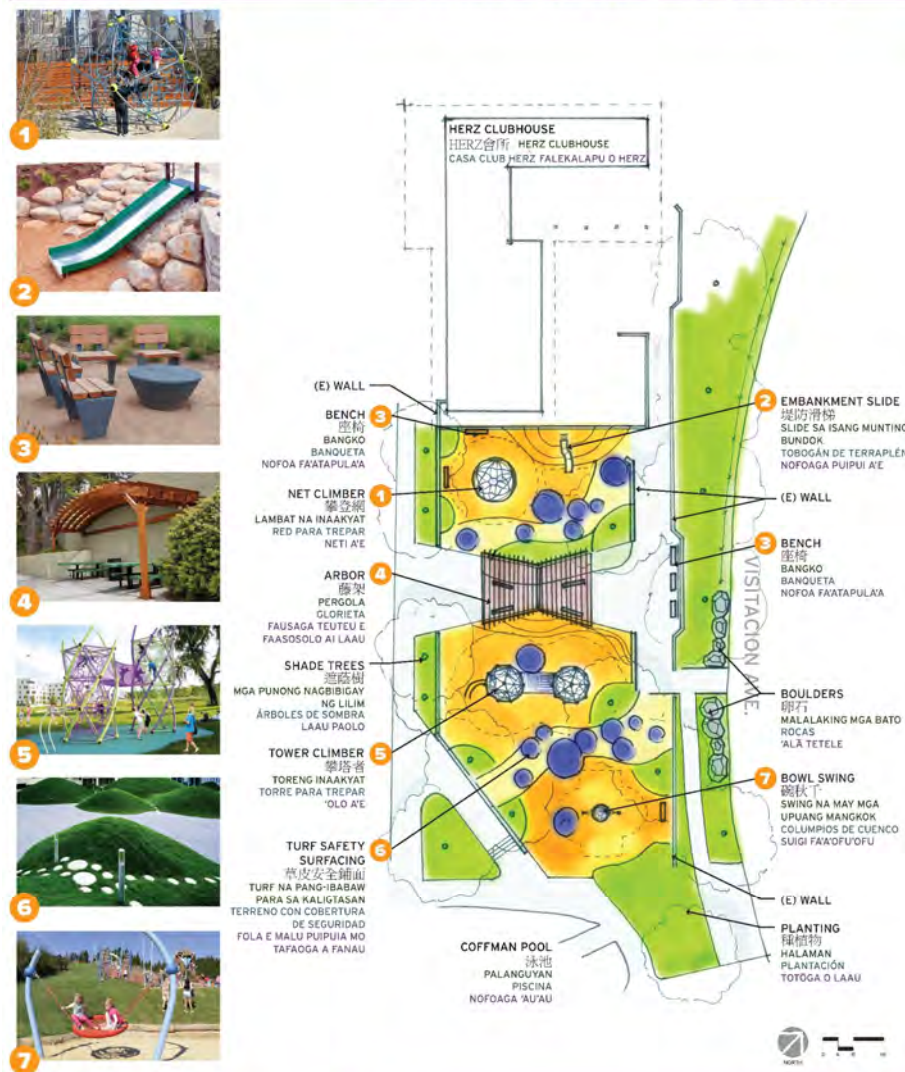 1
2
3
4
5
6
7
HERZ CLUBHOUSE
HERZ會所 HERZ CLUBHOUSE
CASA CLUB HERZ FALEKALAPU O HERZ
(E) WALL
BENCH 3
座椅
BANGKO
BANQUETA
NOFOA FA'ATAPULA'A
NET CLIMBER 1
攀登網
LAMBAT NA INAAKYAT
RED PARA TREPAR
NETI A'E
ARBOR 4
藤架
PERGOLA
GLORIETA
FAUSAGA TEUTEU E
FAASOSOLO AI LAAU
SHADE TREES
遮蔭樹
MGA PUNONG NAGBIBIGAY
NG LILIM
ÁRBOLES DE SOMBRA
LAAU PAOLO
TOWER CLIMBER 5
攀塔者
TORENG INAAKYAT
TORRE PARA TREPAR
'OLO A'E
TURF SAFETY 6
SURFACING
草皮安全鋪面
TURF NA PANG-IBABAW
PARA SA KALIGTASAN
TERRENO CON COBERTURA
DE SEGURIDAD
FOLA E MALU PUIPUIA MO
TAFAOGA A FANAU
COFFMAN POOL
泳池
PALANGUYAN
PISCINA
NOFOAGA 'AU'AU
2 EMBANKMENT SLIDE
堤防滑梯
SLIDE SA ISANG MUNTING
BUNDOK
TOBOGÁN DE TERRAPLÉN
NOFOAGA PUIPUI A'E
(E) WALL
3 BENCH
座椅
BANGKO
BANQUETA
NOFOA FA'ATAPULA'A
VISITACION AVE.
BOULDERS
卵石
MALALAKING MGA BATO
ROCAS
'ALĀ TETELE
7 BOWL SWING
碗秋千
SWING NA MAY MGA
UPUANG MANGKOK
COLUMPIOS DE CUENCO
SUIGI FA'A'OFU'OFU
(E) WALL
PLANTING
種植物
HALAMAN
PLANTACIÓN
TOTŌGA O LAAU
NORTH